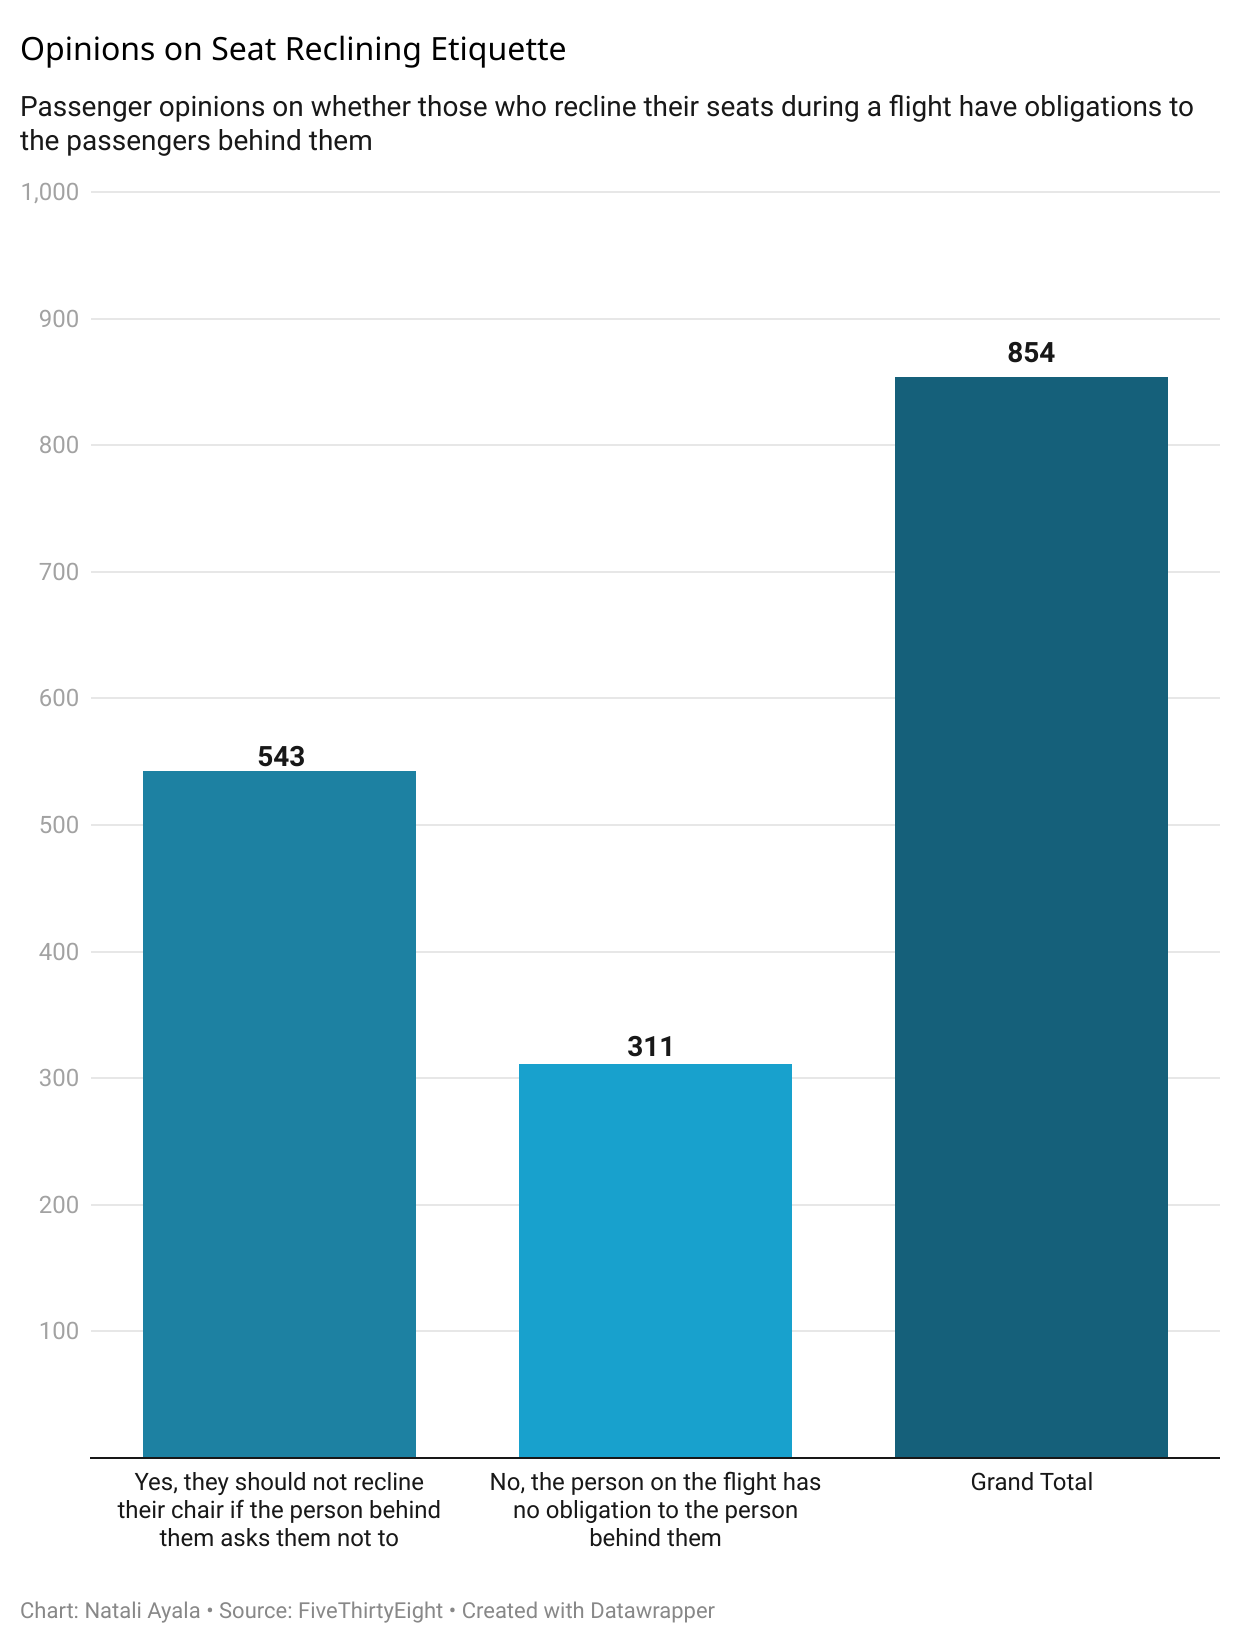 Opinions on Seat Reclining Etiquette
Passenger opinions on whether those who recline their seats during a flight have obligations to
the passengers behind them
1,000
900
854
800
700
600
543
500
400
311
300
200
100
Yes, they should not recline
their chair if the person behind
them asks them not to
No, the person on the flight has
no obligation to the person
behind them
Grand Total
Chart: Natali Ayala • Source: FiveThirtyEight • Created with Datawrapper